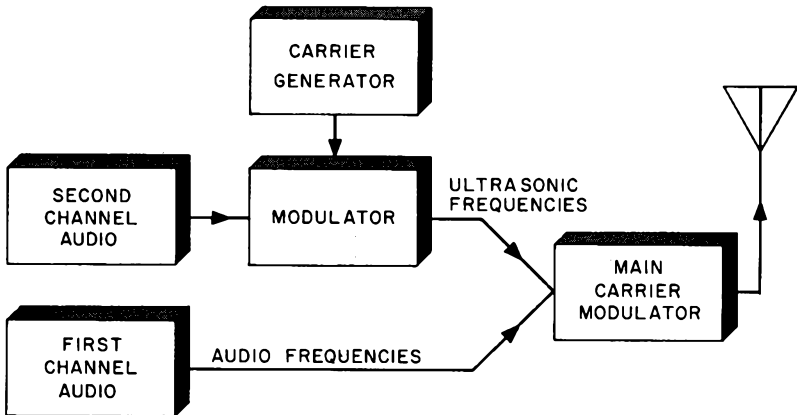 CARRIER
GENERATOR
SECOND
CHANNEL
AUDIO
MODULATOR
ULTRASONIC
FREQUENCIES
MAIN
CARRIER
MODULATOR
FIRST
CHANNEL
AUDIO
AUDIO FREQUENCIES